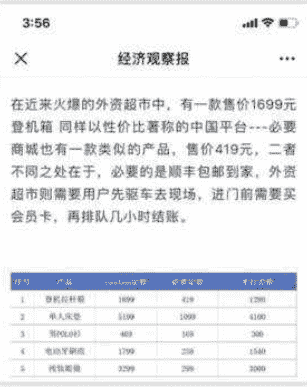 3:56
经济观察报
在近来火爆的外资超市中，有一款售价1699元
登机箱 同样以性价比著称的中国平台---必要
商城也有一款类似的产品，售价419元，二者
不同之处在于，必要的是顺丰包邮到家，外资
超市则需要用户先驱车去现场，进门前需要买
会员卡，再排队几小时结账。
序号 产品
1 登机拉杆箱 1699 419 1280
2 单人床垫 5199 1099 4100
3 男POLO衫 469 169 300
4 电动牙刷 1799 259 1540
5 3299 299 3000